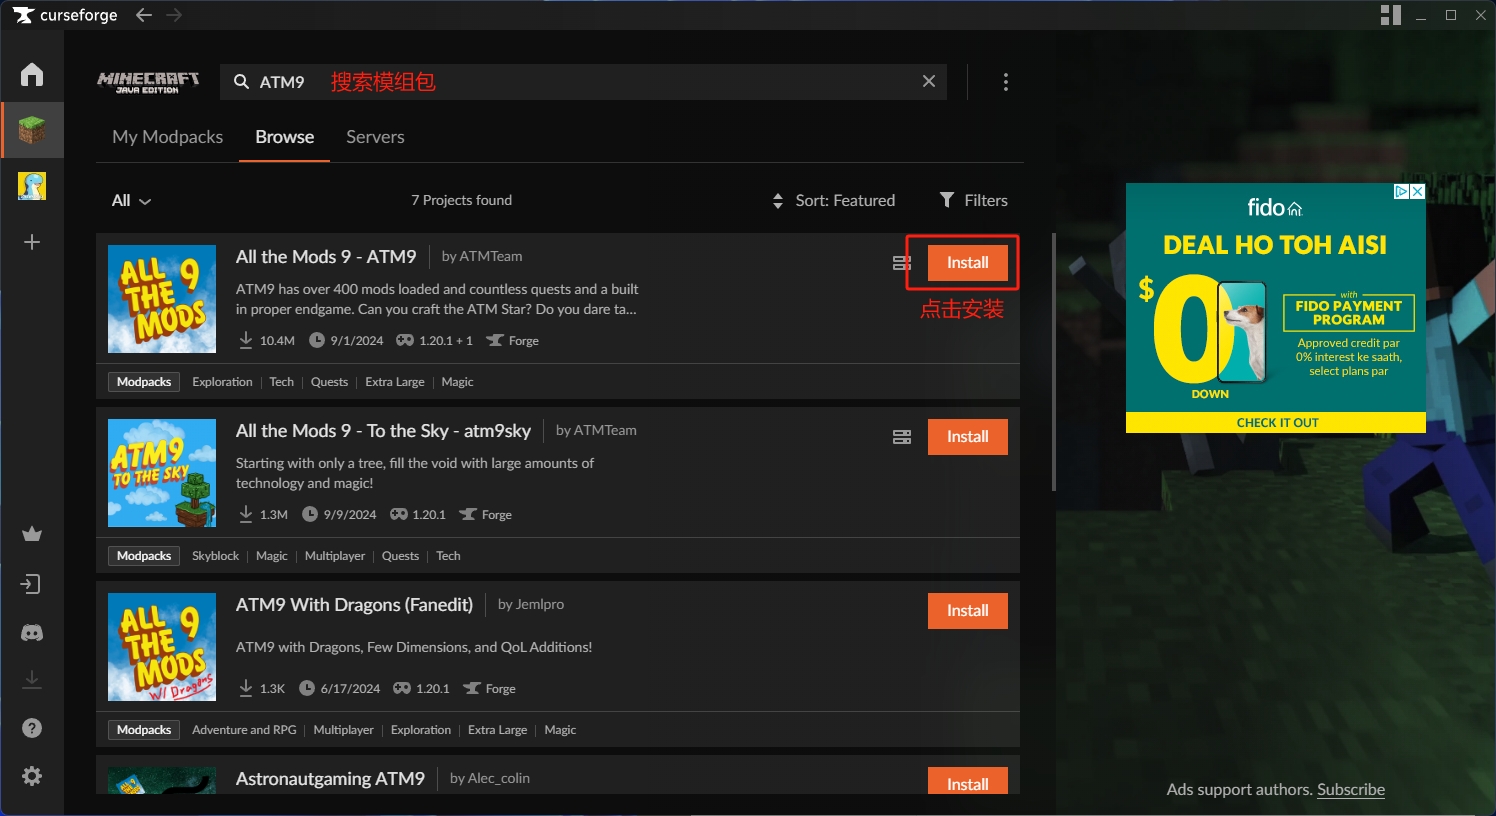 curseforge
MINECRAFT
JAVA EDITION
ATM9
搜索模组包
My Modpacks
Browse
Servers
All
7 Projects found
Sort: Featured
Filters
ALL THE MODS 9
All the Mods 9 - ATM9
by ATMTeam
ATM9 has over 400 mods loaded and countless quests and a built
in proper endgame. Can you craft the ATM Star? Do you dare ta...
10.4M
9/1/2024
1.20.1 + 1
Forge
Install
点击安装
Modpacks
Exploration | Tech | Quests | Extra Large | Magic
ATM9
TO THE SKY
All the Mods 9 - To the Sky - atm9sky
by ATMTeam
Starting with only a tree, fill the void with large amounts of
technology and magic!
1.3M
9/9/2024
1.20.1
Forge
Install
Modpacks
Skyblock | Magic | Multiplayer | Quests | Tech
ALL THE MODS 9
W/ Dragons
ATM9 With Dragons (Fanedit)
by Jemlpro
ATM9 with Dragons, Few Dimensions, and QoL Additions!
1.3K
6/17/2024
1.20.1
Forge
Install
Modpacks
Adventure and RPG | Multiplayer | Exploration | Extra Large | Magic
Astronautgaming ATM9
by Alec_colin
Install
fido
DEAL HO TOH AISI
$0
DOWN
with
FIDO PAYMENT
PROGRAM
Approved credit par
0% interest ke saath,
select plans par
CHECK IT OUT
Ads support authors. Subscribe